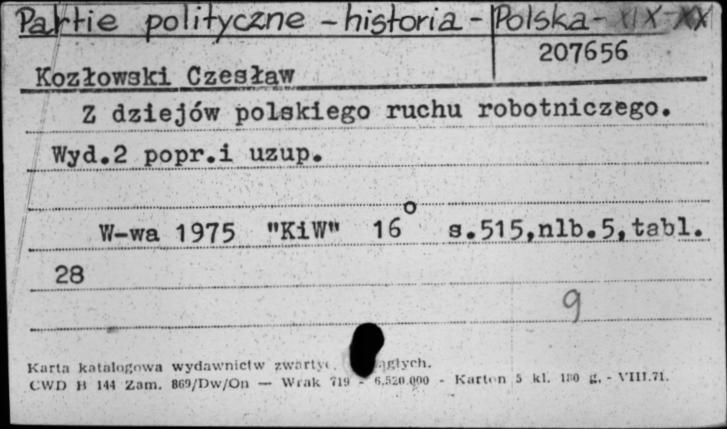 Partie polityczne - historia - Polska - XIX-XX
207656
Kozłowski Czesław
Z dziejów polskiego ruchu robotniczego.
Wyd.2 popr.i uzup.
W-wa 1975 "KiW" 16° s.515,nlb.5,tabl.
28
9
Karta katalogowa wydawnictw
CWD B 144 Zam. 869/Dw/On — Wrak 719 - 6.520.000 - Karton 5 kl. 180 g. - VIII.71.